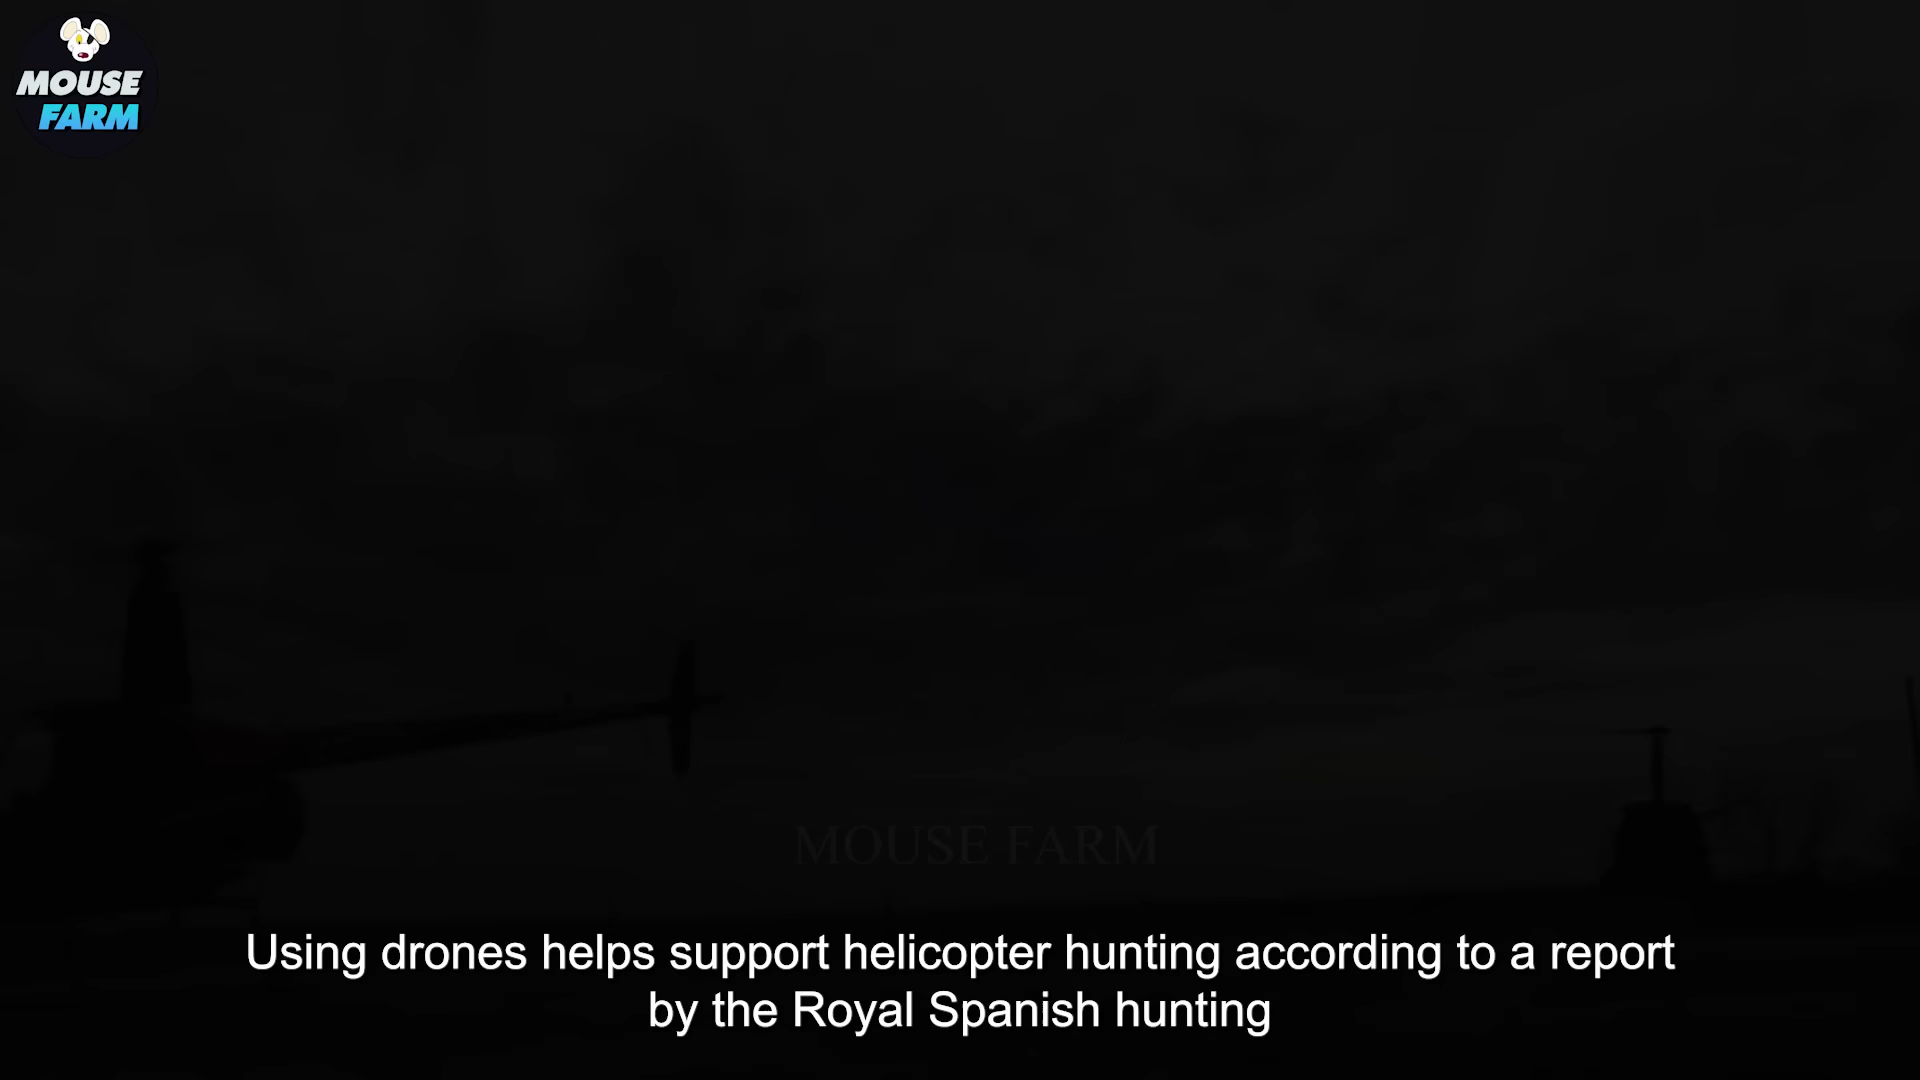 MOUSE
FARM
MOUSE FARM
Using drones helps support helicopter hunting according to a report
by the Royal Spanish hunting